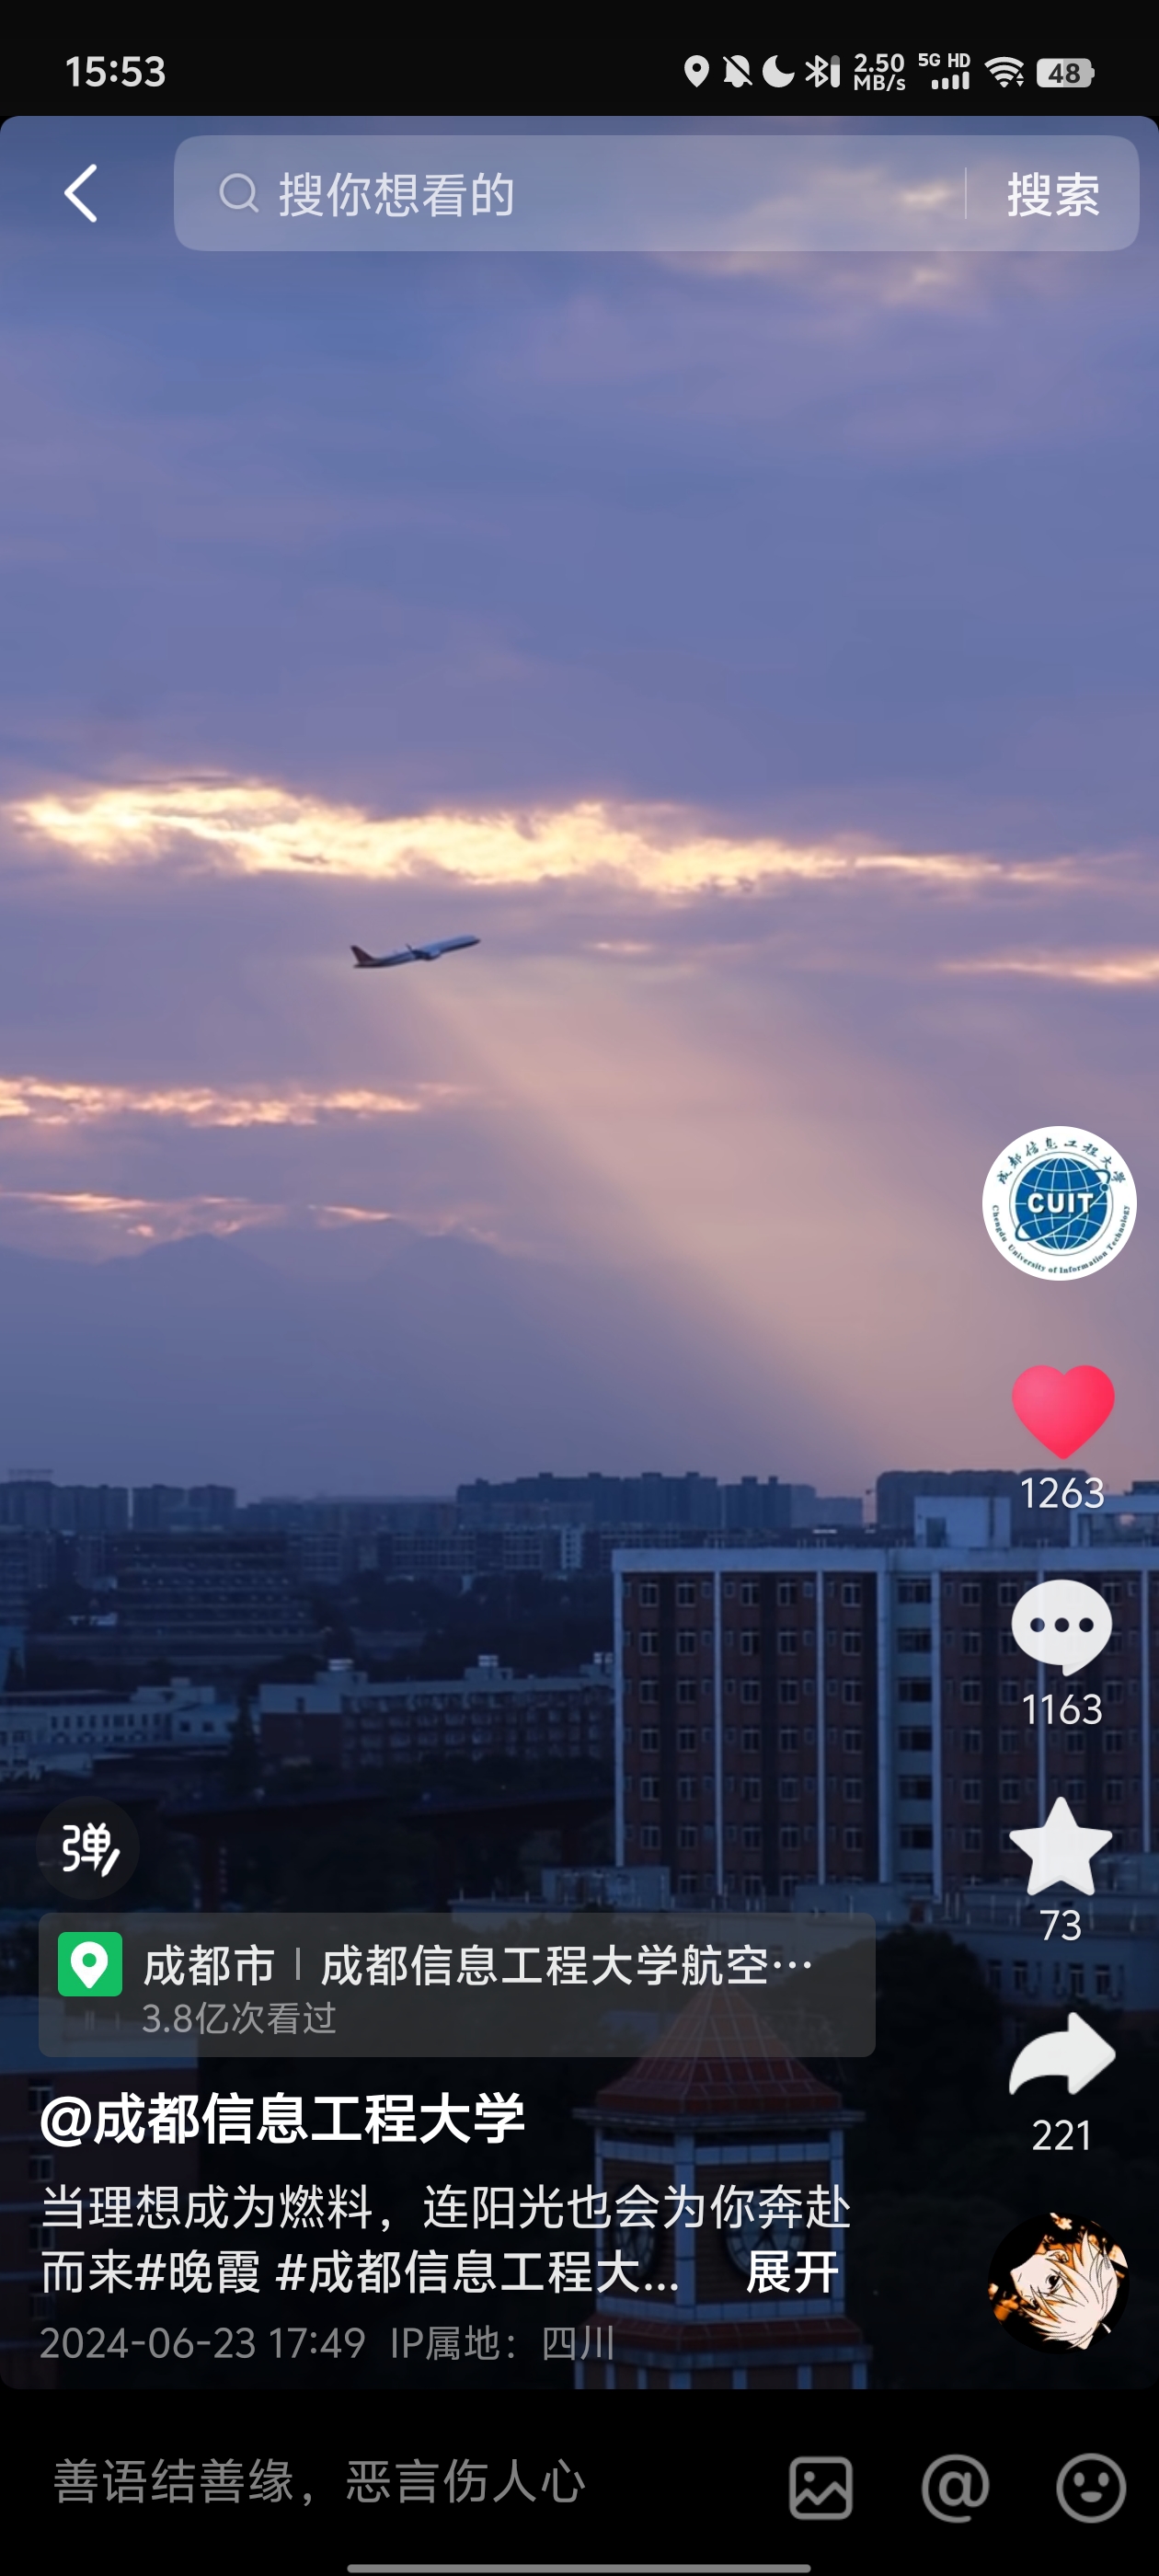 15:53
2.50
MB/s
5G HD
48
搜你想看的
搜索
成都信息工程大学
CUIT
Chengdu University of Information Technology
1263
1163
73
221
弹
成都市 | 成都信息工程大学航空…
3.8亿次看过
@成都信息工程大学
当理想成为燃料，连阳光也会为你奔赴
而来#晚霞 #成都信息工程大... 展开
2024-06-23 17:49 IP属地：四川
善语结善缘，恶言伤人心